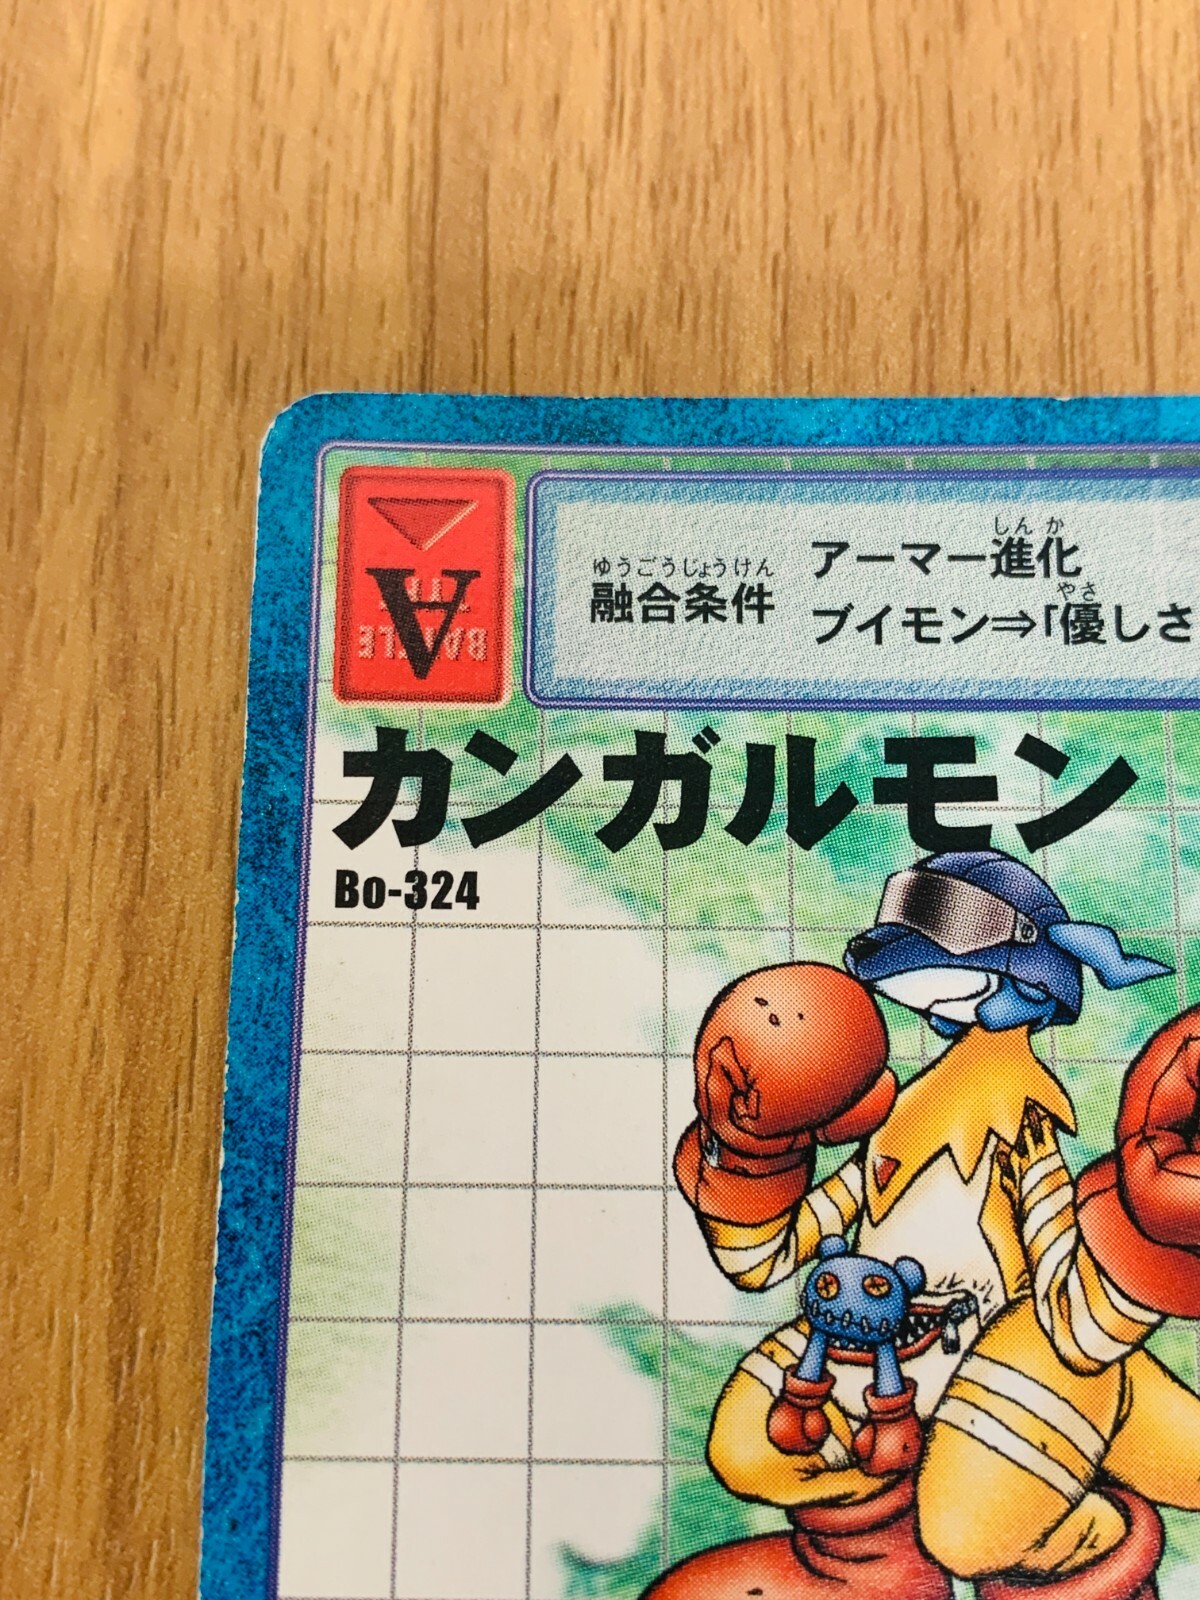 A
BATTLE
TYPE
ゆうごうじょうけん
融合条件
しんか
アーマー進化
やさ
ブイモン⇒「優しさ
カンガルモン
Bo-324